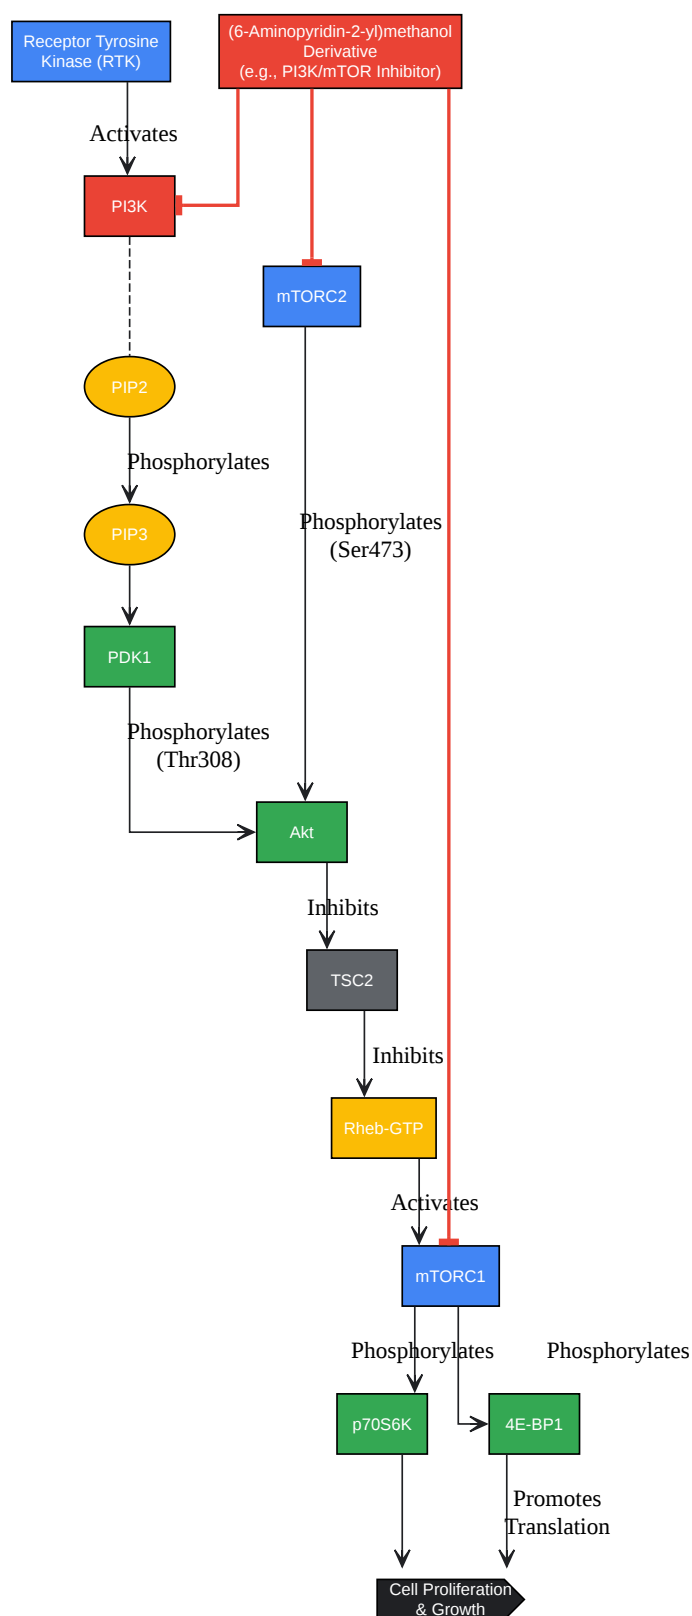 Receptor Tyrosine
Kinase (RTK)
(6-Aminopyridin-2-yl)methanol
Derivative
(e.g., PI3K/mTOR Inhibitor)
Activates
PI3K
mTORC2
PIP2
Phosphorylates
PIP3
Phosphorylates
(Ser473)
PDK1
Phosphorylates
(Thr308)
Akt
Inhibits
TSC2
Inhibits
Rheb-GTP
Activates
mTORC1
Phosphorylates
Phosphorylates
p70S6K
4E-BP1
Promotes
Translation
Cell Proliferation
& Growth